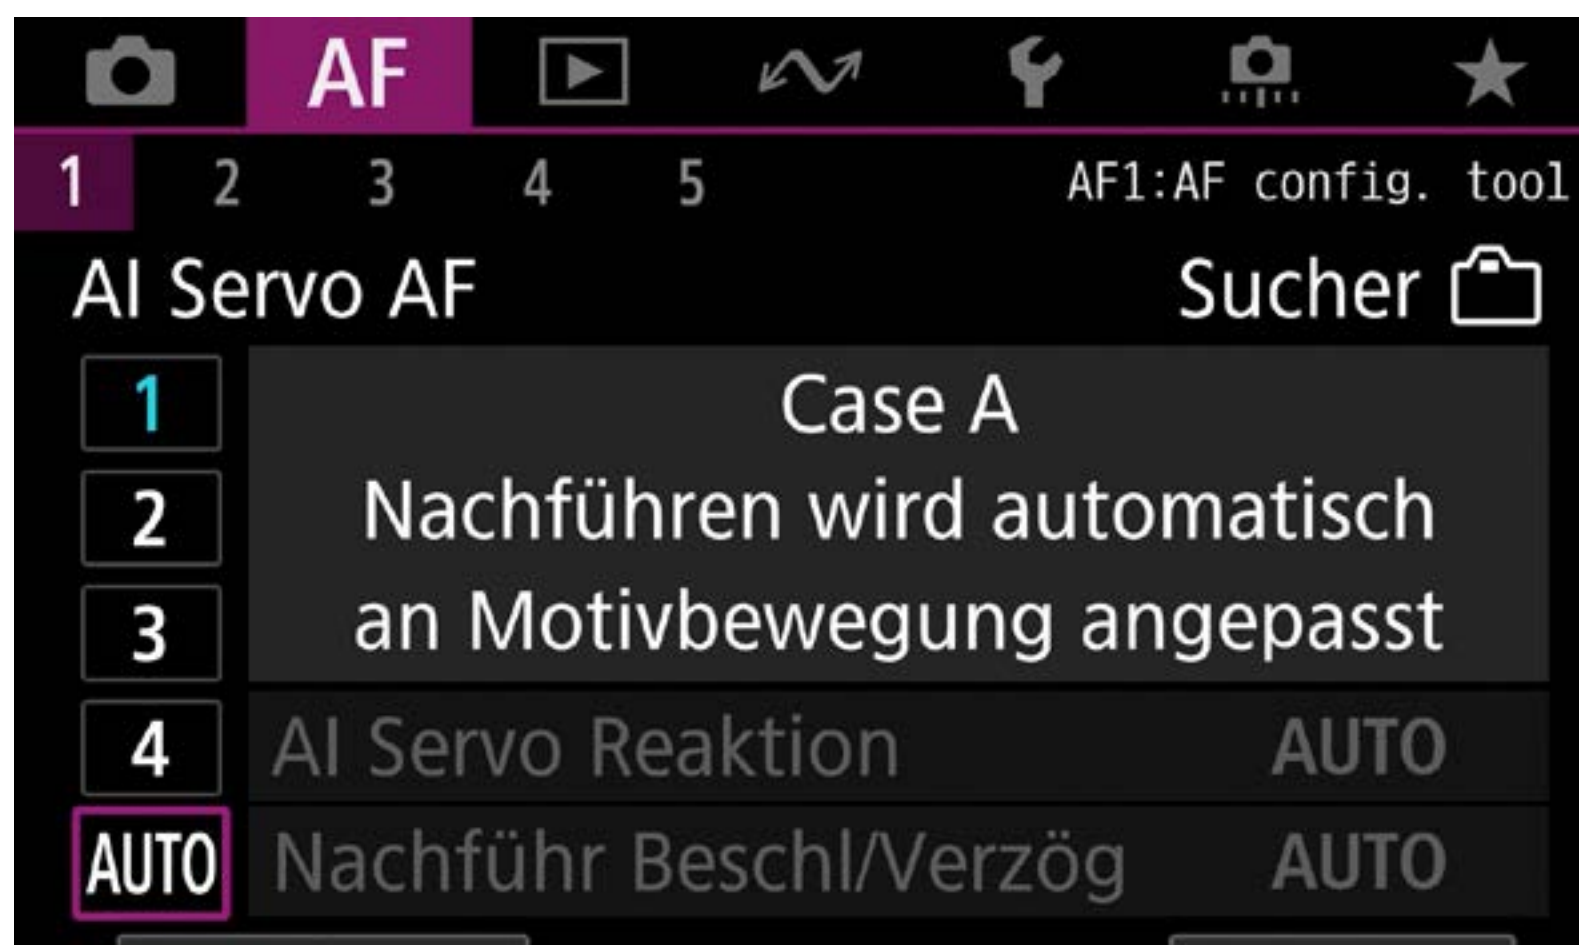 AF
1 2 3 4 5 AF1:AF config. tool
AI Servo AF Sucher
1 Case A
2 Nachführen wird automatisch
3 an Motivbewegung angepasst
4 AI Servo Reaktion AUTO
AUTO Nachführ Beschl/Verzög AUTO